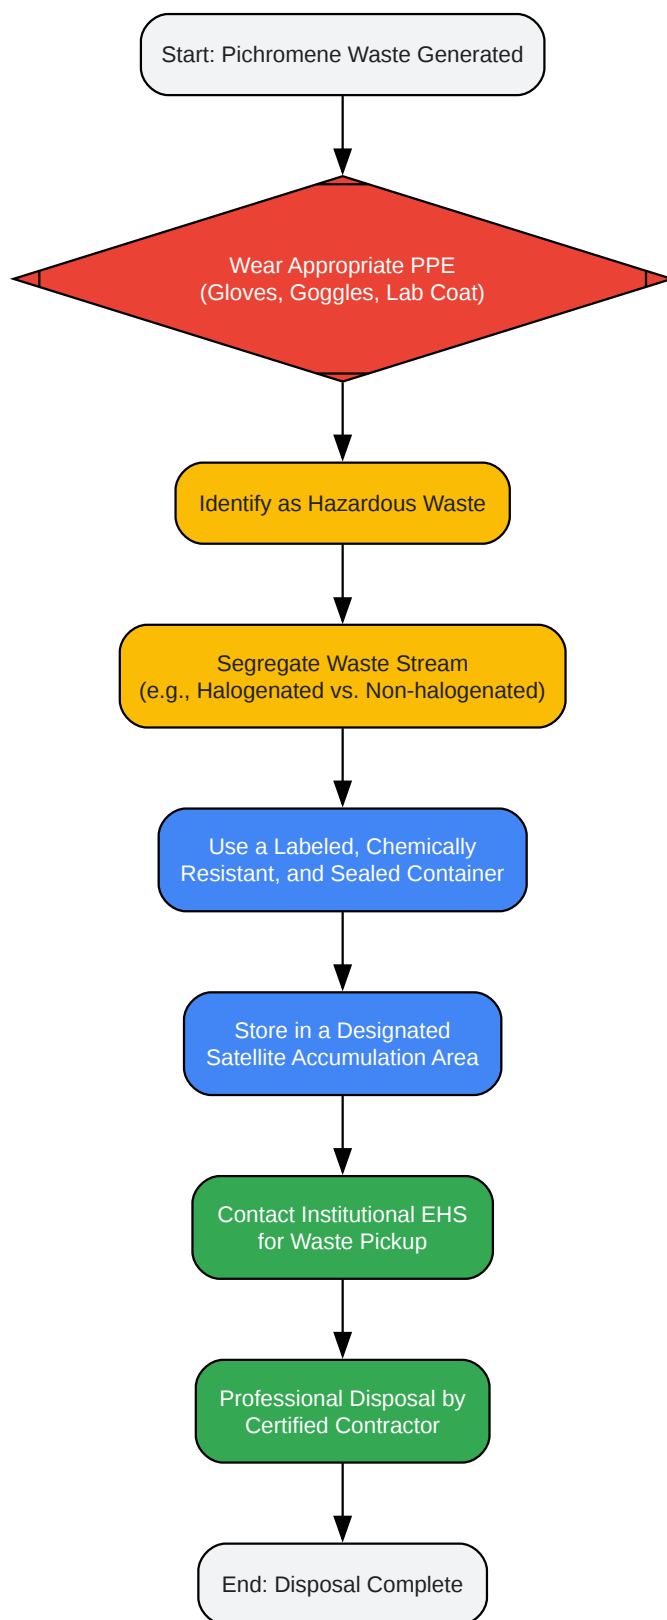 Start: Pichromene Waste Generated
Wear Appropriate PPE
(Gloves, Goggles, Lab Coat)
Identify as Hazardous Waste
Segregate Waste Stream
(e.g., Halogenated vs. Non-halogenated)
Use a Labeled, Chemically
Resistant, and Sealed Container
Store in a Designated
Satellite Accumulation Area
Contact Institutional EHS
for Waste Pickup
Professional Disposal by
Certified Contractor
End: Disposal Complete